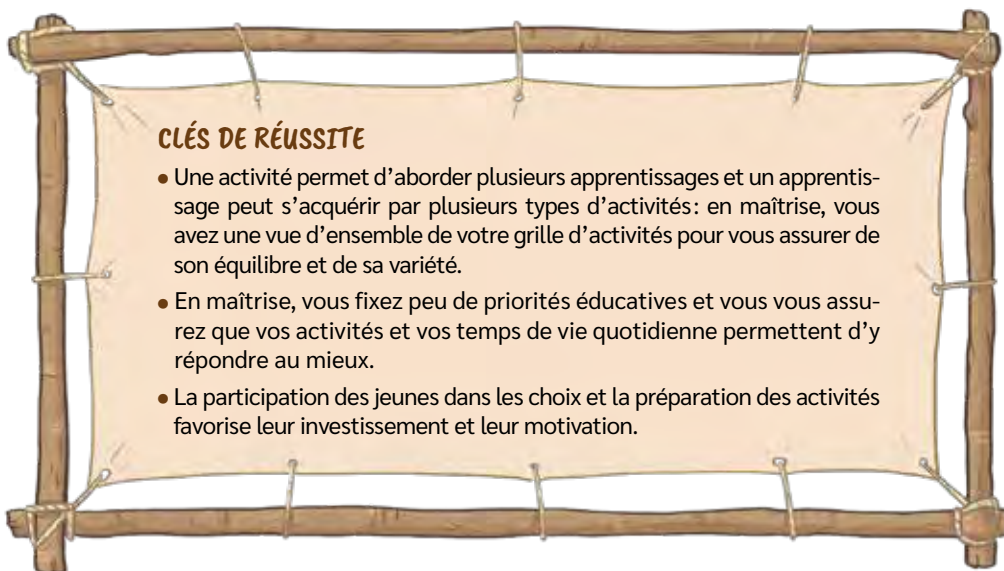 CLÉS DE RÉUSSITE
• Une activité permet d’aborder plusieurs apprentissages et un apprentis-
sage peut s’acquérir par plusieurs types d’activités : en maîtrise, vous
avez une vue d’ensemble de votre grille d’activités pour vous assurer de
son équilibre et de sa variété.
• En maîtrise, vous fixez peu de priorités éducatives et vous vous assu-
rez que vos activités et vos temps de vie quotidienne permettent d’y
répondre au mieux.
• La participation des jeunes dans les choix et la préparation des activités
favorise leur investissement et leur motivation.